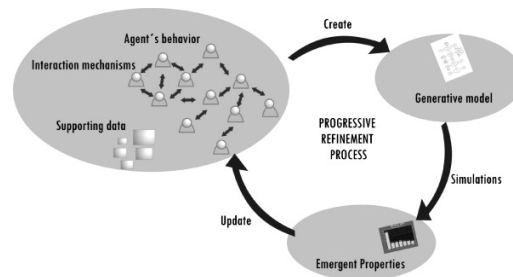 Agent´s behavior
Interaction mechanisms
Supporting data
Create
Generative model
PROGRESSIVE
REFINEMENT
PROCESS
Simulations
Update
Emergent Properties